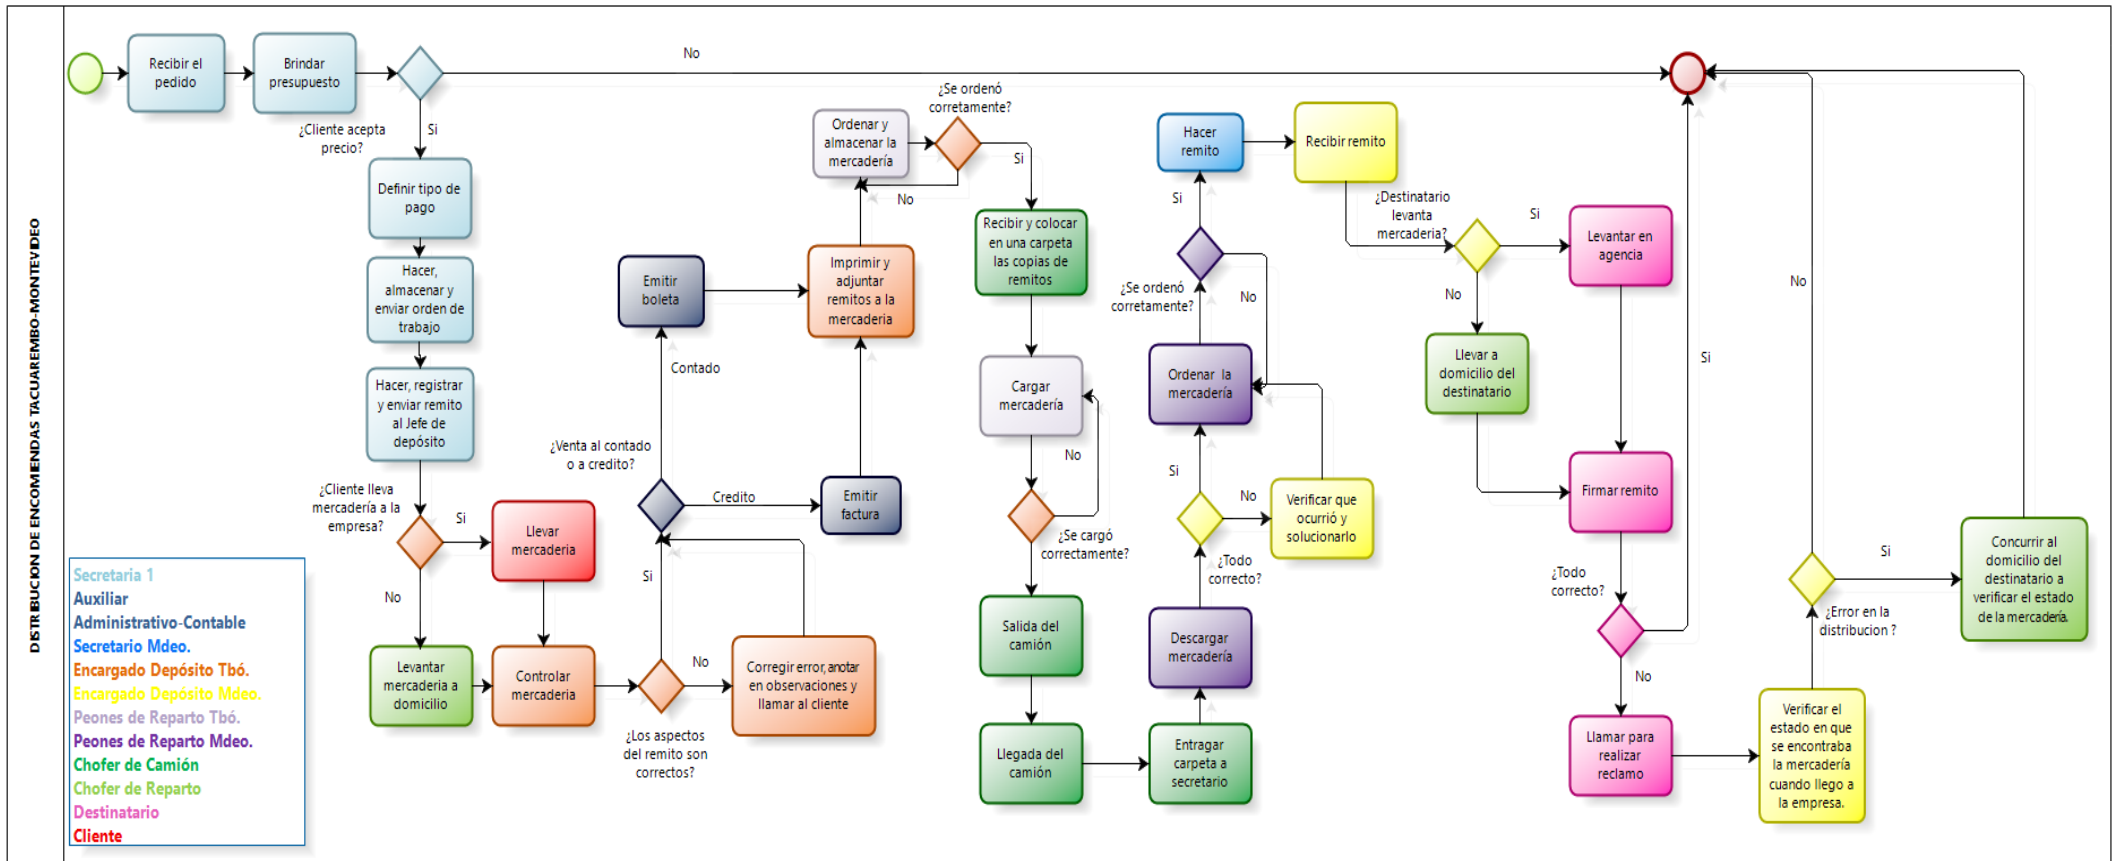 DISTRIBUCION DE ENCOMIENDAS TACUAREMBO-MONTEVIDEO
Recibir el
pedido
Brindar
presupuesto
¿Cliente acepta
precio?
No
Si
Definir tipo de
pago
Hacer,
almacenar y
enviar orden de
trabajo
Hacer, registrar
y enviar remito
al Jefe de
depósito
¿Cliente lleva
mercadería a la
empresa?
Si
No
Llevar
mercaderia
Levantar
mercaderia a
domicilio
Controlar
mercaderia
¿Los aspectos
del remito son
correctos?
Si
No
Corregir error, anotar
en observaciones y
llamar al cliente
¿Venta al contado
o a credito?
Contado
Credito
Emitir
boleta
Emitir
factura
Imprimir y
adjuntar
remitos a la
mercaderia
Ordenar y
almacenar la
mercadería
¿Se ordenó
corretamente?
No
Si
Recibir y colocar
en una carpeta
las copias de
remitos
Cargar
mercadería
No
¿Se cargó
correctamente?
Salida del
camión
Llegada del
camión
Entragar
carpeta a
secretario
Descargar
mercadería
¿Todo
correcto?
Si
No
Verificar que
ocurrió y
solucionarlo
Ordenar la
mercadería
¿Se ordenó
corretamente?
No
Si
Hacer
remito
Recibir remito
¿Destinatario
levanta
mercaderia?
Si
No
Levantar en
agencia
Llevar a
domicilio del
destinatario
Firmar remito
¿Todo
correcto?
Si
No
Llamar para
realizar
reclamo
Verificar el
estado en que
se encontraba
la mercadería
cuando llego a
la empresa.
¿Error en la
distribucion ?
No
Si
Concurrir al
domicilio del
destinatario a
verificar el estado
de la mercadería.
Secretaria 1
Auxiliar
Administrativo-Contable
Secretario Mdeo.
Encargado Depósito Tbó.
Encargado Depósito Mdeo.
Peones de Reparto Tbó.
Peones de Reparto Mdeo.
Chofer de Camión
Chofer de Reparto
Destinatario
Cliente